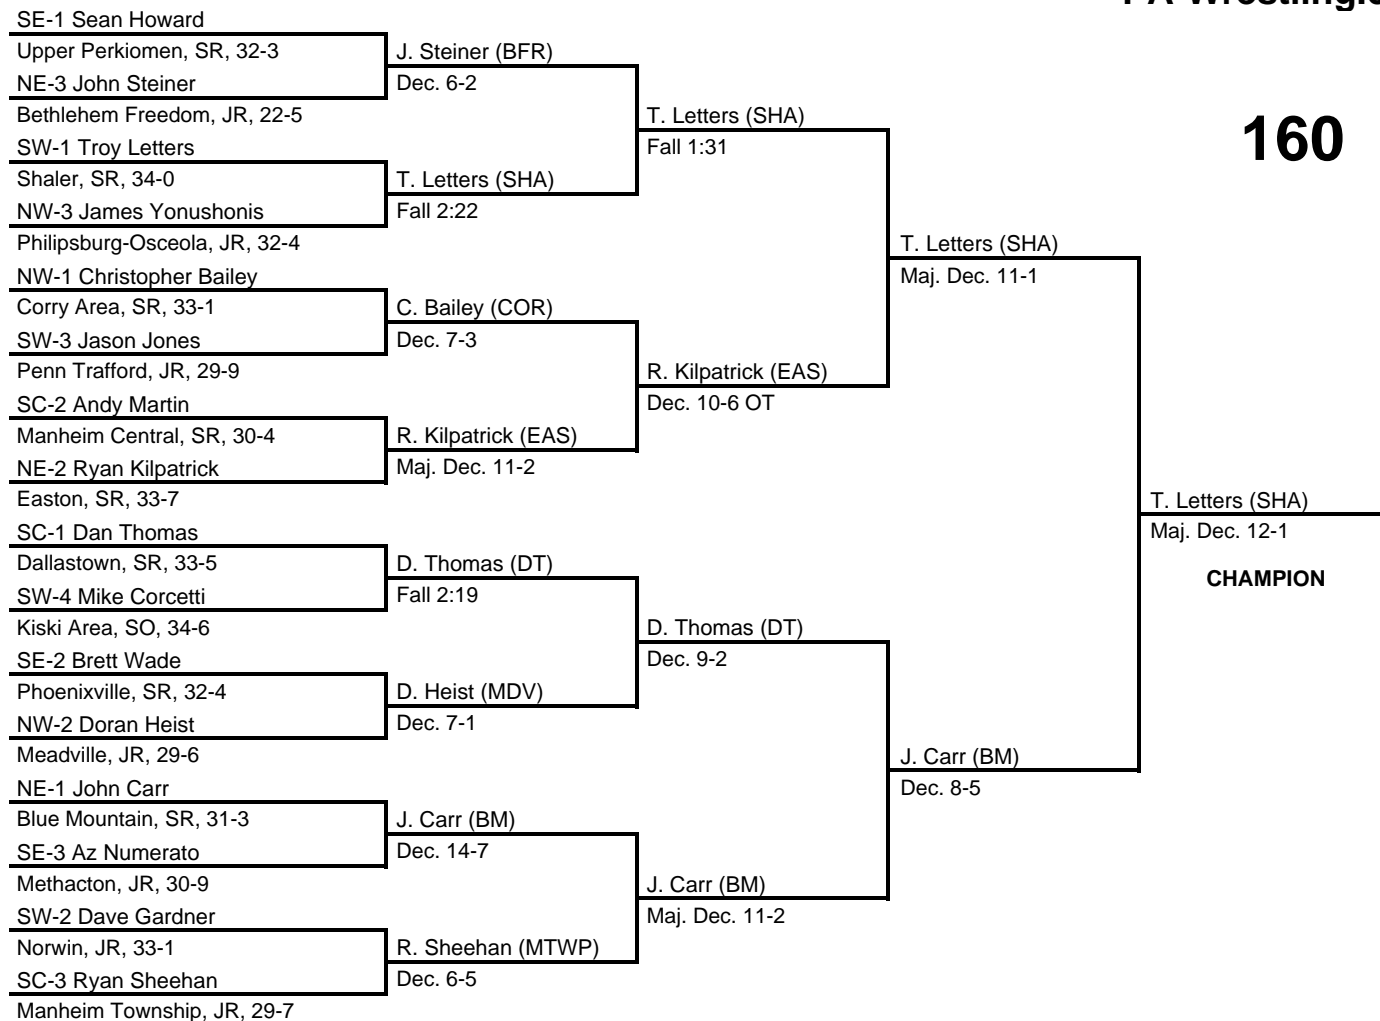 SE-1 Sean Howard
Upper Perkiomen, SR, 32-3
NE-3 John Steiner
Bethlehem Freedom, JR, 22-5
SW-1 Troy Letters
Shaler, SR, 34-0
NW-3 James Yonushonis
Philipsburg-Osceola, JR, 32-4
NW-1 Christopher Bailey
Corry Area, SR, 33-1
SW-3 Jason Jones
Penn Trafford, JR, 29-9
SC-2 Andy Martin
Manheim Central, SR, 30-4
NE-2 Ryan Kilpatrick
Easton, SR, 33-7
SC-1 Dan Thomas
Dallastown, SR, 33-5
SW-4 Mike Corcetti
Kiski Area, SO, 34-6
SE-2 Brett Wade
Phoenixville, SR, 32-4
NW-2 Doran Heist
Meadville, JR, 29-6
NE-1 John Carr
Blue Mountain, SR, 31-3
SE-3 Az Numerato
Methacton, JR, 30-9
SW-2 Dave Gardner
Norwin, JR, 33-1
SC-3 Ryan Sheehan
Manheim Township, JR, 29-7
J. Steiner (BFR)
Dec. 6-2
T. Letters (SHA)
Fall 2:22
C. Bailey (COR)
Dec. 7-3
R. Kilpatrick (EAS)
Maj. Dec. 11-2
D. Thomas (DT)
Fall 2:19
D. Heist (MDV)
Dec. 7-1
J. Carr (BM)
Dec. 14-7
R. Sheehan (MTWP)
Dec. 6-5
T. Letters (SHA)
Fall 1:31
R. Kilpatrick (EAS)
Dec. 10-6 OT
D. Thomas (DT)
Dec. 9-2
J. Carr (BM)
Maj. Dec. 11-2
T. Letters (SHA)
Maj. Dec. 11-1
J. Carr (BM)
Dec. 8-5
160
T. Letters (SHA)
Maj. Dec. 12-1
CHAMPION